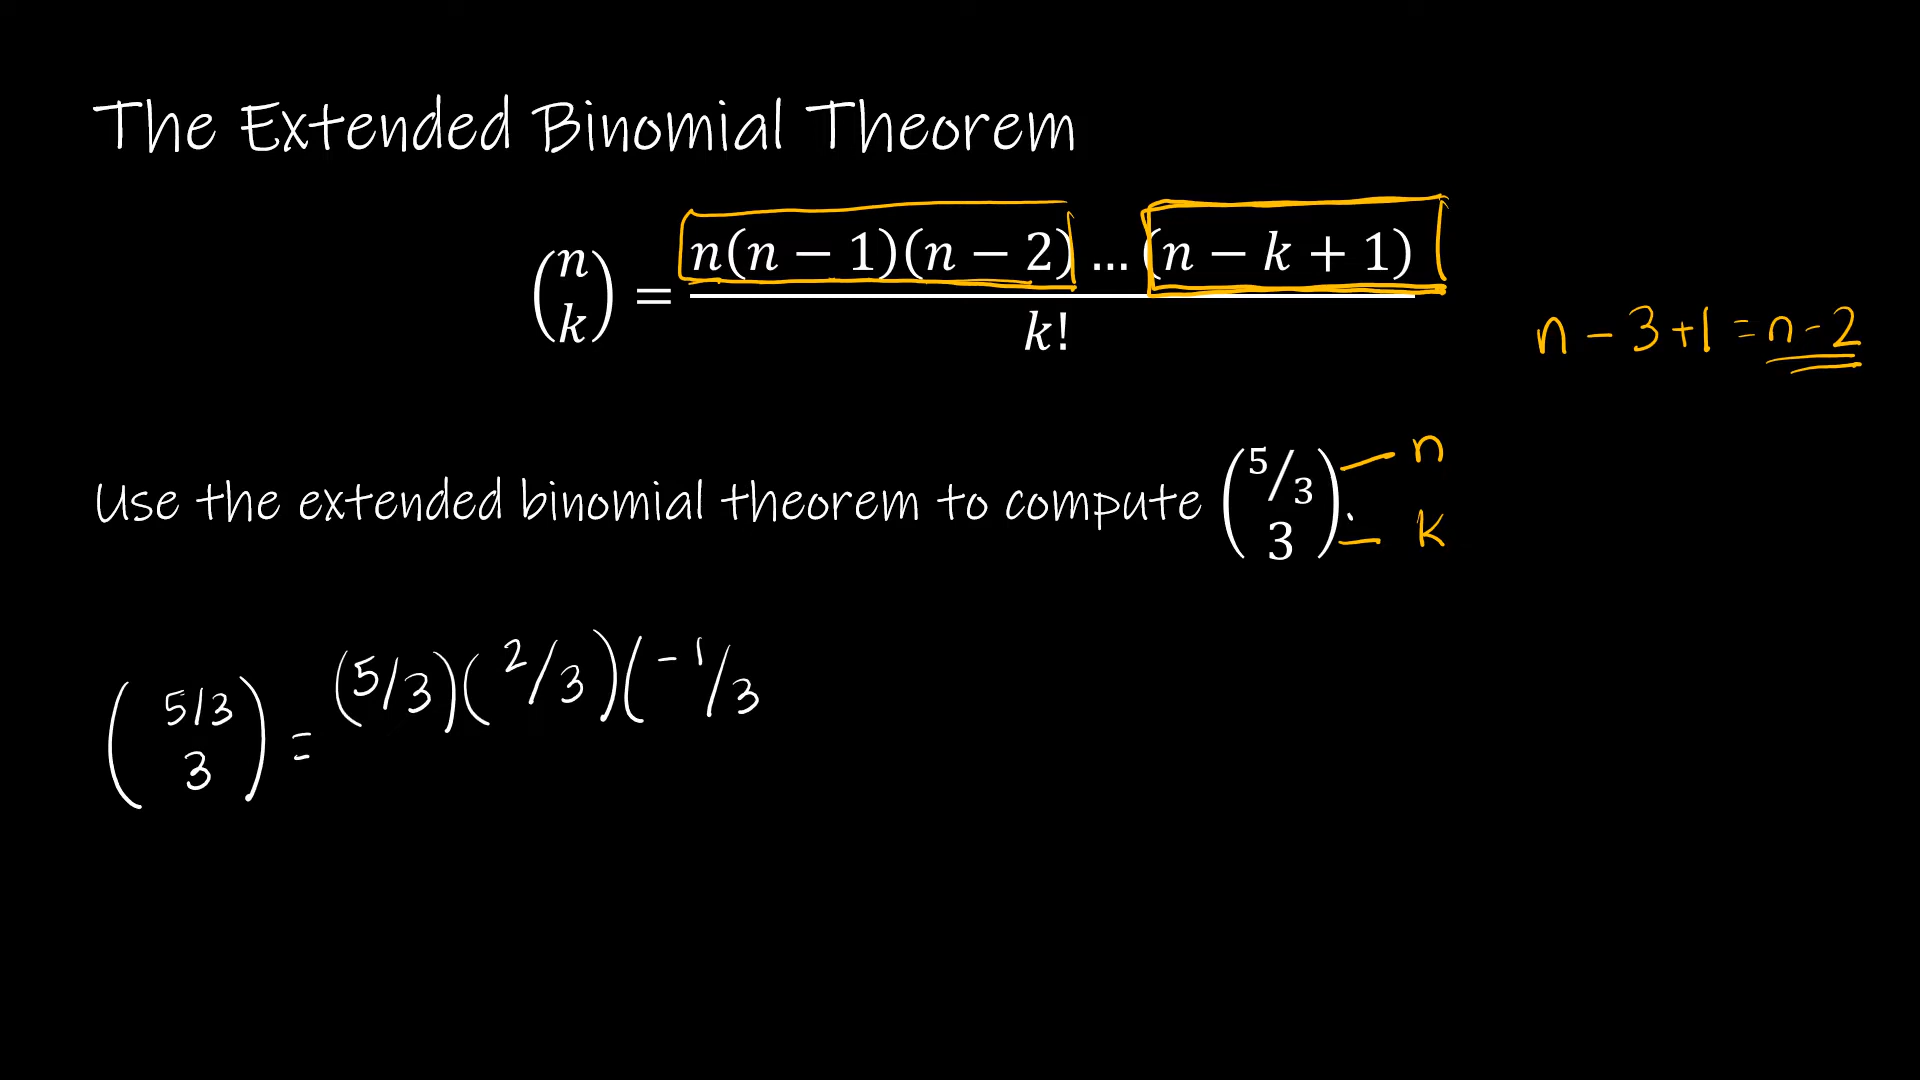 The Extended Binomial Theorem
(n k) = n(n − 1)(n − 2) … (n − k + 1) / k!
n − 3 + 1 = n − 2
Use the extended binomial theorem to compute (5/3 3).
n
k
(5/3 3) = (5/3)(2/3)(−1/3